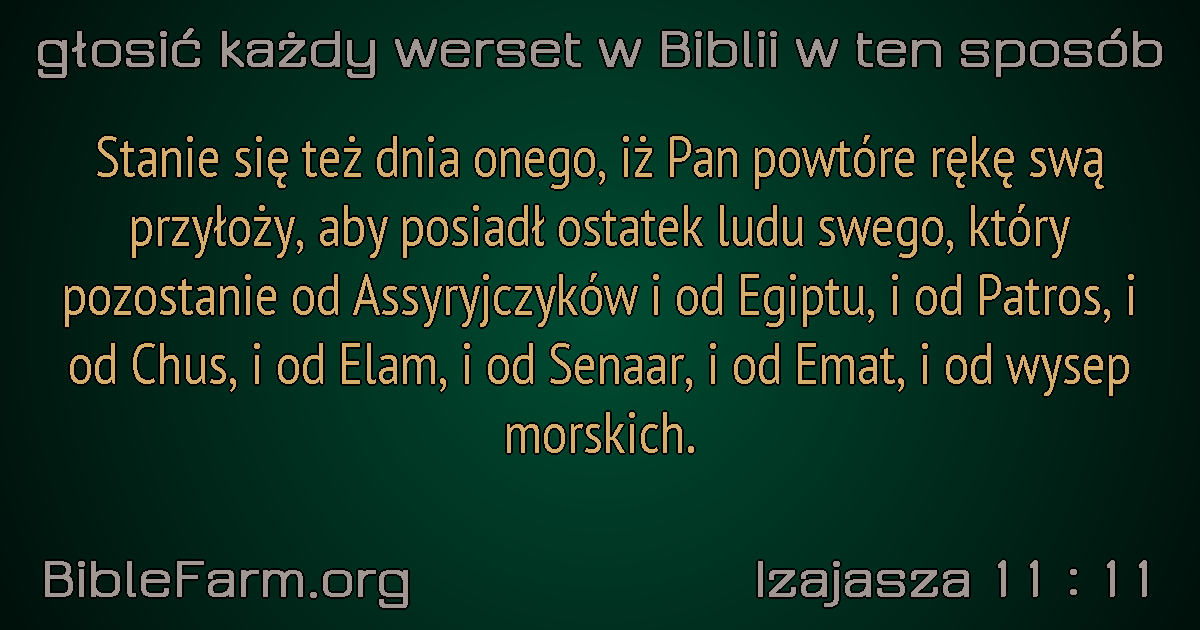 głosić każdy werset w Biblii w ten sposób
Stanie się też dnia onego, iż Pan powtóre rękę swą
przyłoży, aby posiadł ostatek ludu swego, który
pozostanie od Assyryjczyków i od Egiptu, i od Patros, i
od Chus, i od Elam, i od Senaar, i od Emat, i od wysep
morskich.
BibleFarm.org
Izajasza 11 : 11